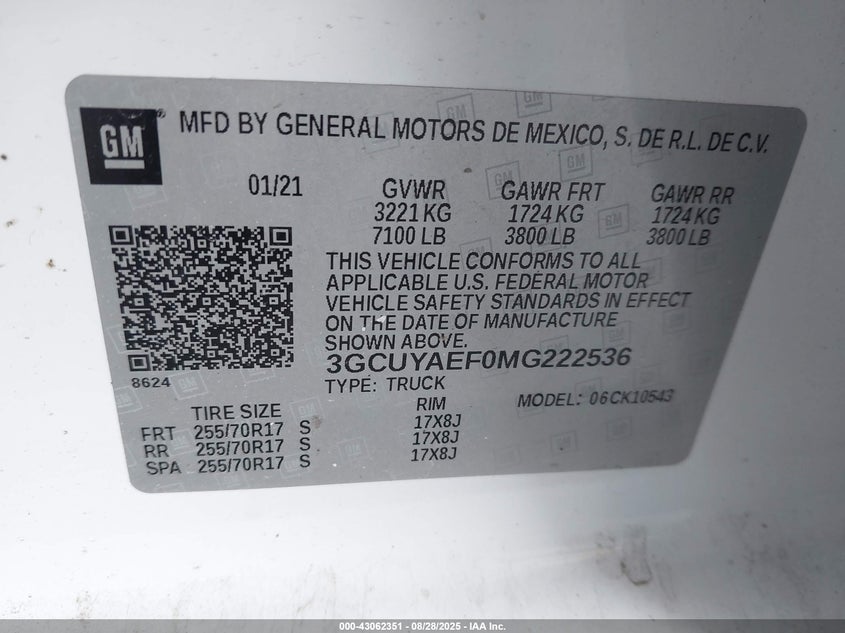 GM
MFD BY GENERAL MOTORS DE MEXICO, S. DE R.L. DE C.V.
01/21 GVWR GAWR FRT GAWR RR
3221 KG 1724 KG 1724 KG
7100 LB 3800 LB 3800 LB
THIS VEHICLE CONFORMS TO ALL
APPLICABLE U.S. FEDERAL MOTOR
VEHICLE SAFETY STANDARDS IN EFFECT
ON THE DATE OF MANUFACTURE
SHOWN ABOVE.
3GCUYAEF0MG222536
8624
TYPE: TRUCK
MODEL: 06CK10543
TIRE SIZE RIM
FRT 255/70R17 S 17X8J
RR 255/70R17 S 17X8J
SPA 255/70R17 S 17X8J
000-43062351 | 08/28/2025 - IAA Inc.